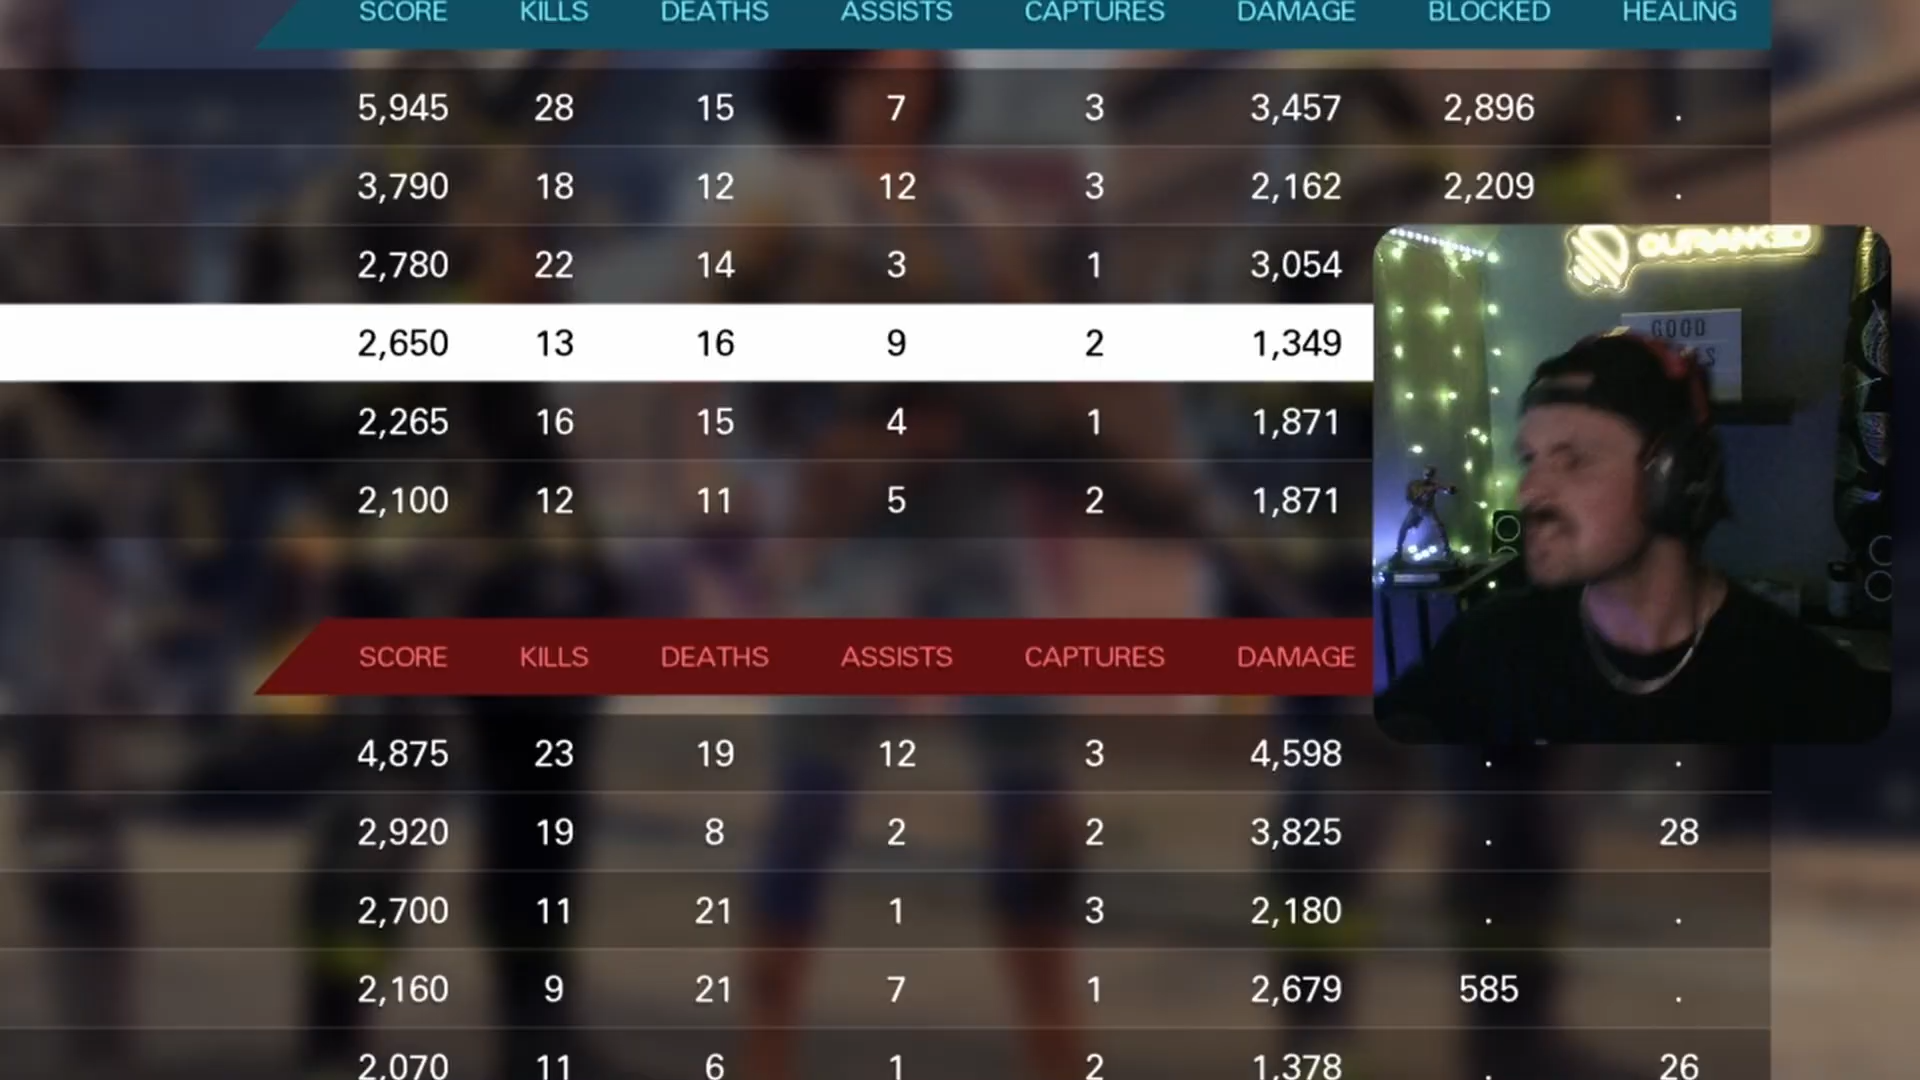 SCORE KILLS DEATHS ASSISTS CAPTURES DAMAGE BLOCKED HEALING
5,945 28 15 7 3 3,457 2,896 .
3,790 18 12 12 3 2,162 2,209 .
2,780 22 14 3 1 3,054
OUTRANKED
GOOD
2,650 13 16 9 2 1,349
2,265 16 15 4 1 1,871
2,100 12 11 5 2 1,871
SCORE KILLS DEATHS ASSISTS CAPTURES DAMAGE
4,875 23 19 12 3 4,598 . .
2,920 19 8 2 2 3,825 . 28
2,700 11 21 1 3 2,180 . .
2,160 9 21 7 1 2,679 585 .
2,070 11 6 1 2 1,378 . 26